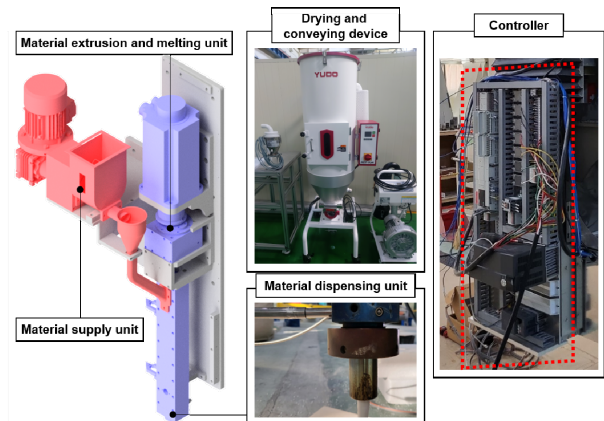 Material extrusion and melting unit
Drying and
conveying device
Controller
YUDO
Material dispensing unit
Material supply unit